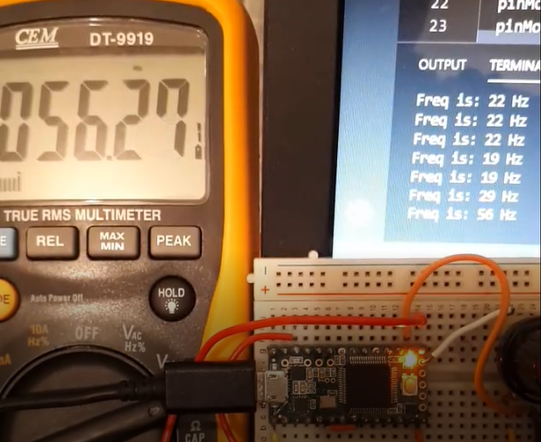 CEM DT-9919
056.27
TRUE RMS MULTIMETER
REL
MAX
MIN
PEAK
HOLD
Auto Power Off
10A
Hz%
OFF
VAC
Hz%
Ω
CAP
22 pinMo
23 pinMo
OUTPUT TERMINA
Freq is: 22 Hz
Freq is: 22 Hz
Freq is: 22 Hz
Freq is: 19 Hz
Freq is: 19 Hz
Freq is: 29 Hz
Freq is: 56 Hz